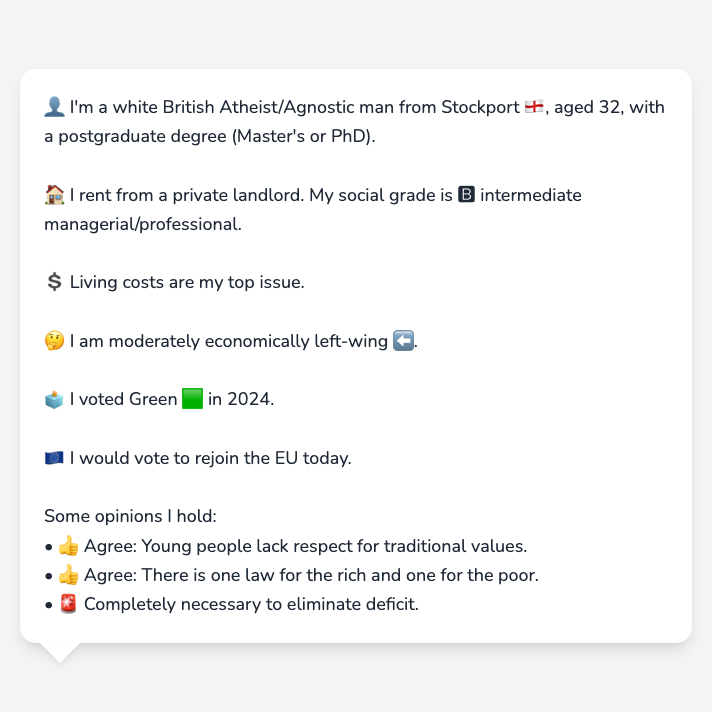 👤 I'm a white British Atheist/Agnostic man from Stockport 🏴󠁧󠁢󠁥󠁮󠁧󠁿, aged 32, with
a postgraduate degree (Master's or PhD).
🏠 I rent from a private landlord. My social grade is 🅱 intermediate
managerial/professional.
💲 Living costs are my top issue.
🤔 I am moderately economically left-wing ⬅️.
🗳️ I voted Green 🟩 in 2024.
🇪🇺 I would vote to rejoin the EU today.
Some opinions I hold:
• 👍 Agree: Young people lack respect for traditional values.
• 👍 Agree: There is one law for the rich and one for the poor.
• 🚨 Completely necessary to eliminate deficit.